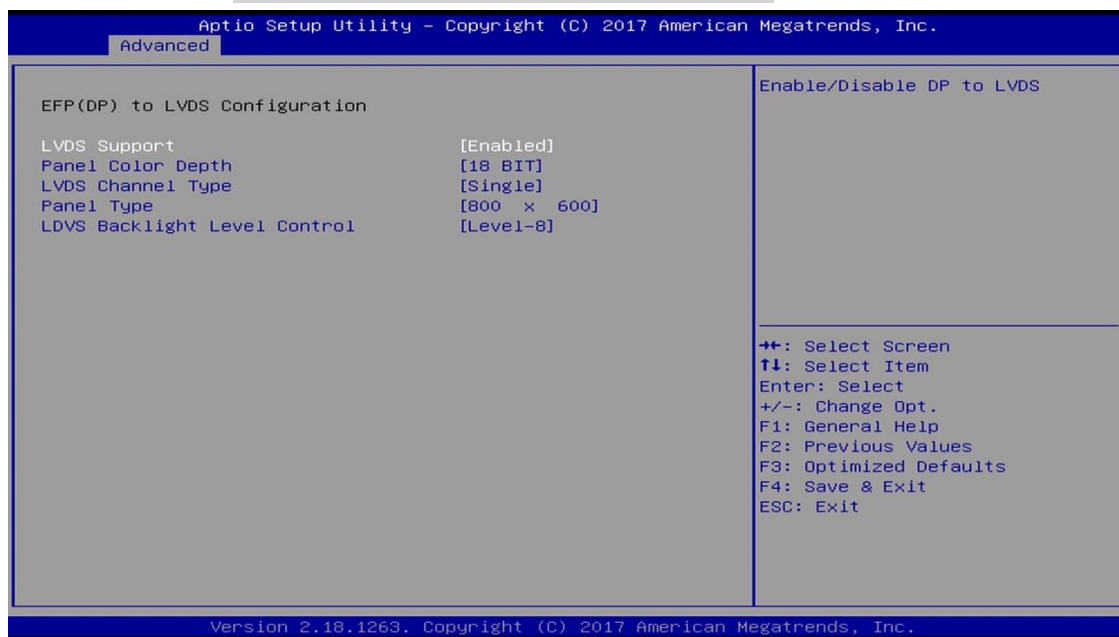 Aptio Setup Utility – Copyright (C) 2017 American Megatrends, Inc.
Advanced
EFP(DP) to LVDS Configuration
LVDS Support [Enabled]
Panel Color Depth [18 BIT]
LVDS Channel Type [Single]
Panel Type [800 x 600]
LDVS Backlight Level Control [Level-8]
Enable/Disable DP to LVDS
→←: Select Screen
↑↓: Select Item
Enter: Select
+/-: Change Opt.
F1: General Help
F2: Previous Values
F3: Optimized Defaults
F4: Save & Exit
ESC: Exit
Version 2.18.1263. Copyright (C) 2017 American Megatrends, Inc.